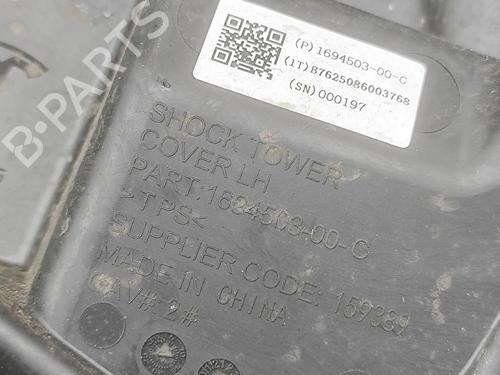 (P) 1694503-00-C
(1T)B7625086003768
(SN)000197
SHOCK TOWER
COVER LH
PART:1694503-00-C
>TPS<
SUPPLIER CODE: 159389
MADE IN CHINA
CAV# 2#
B-PARTS